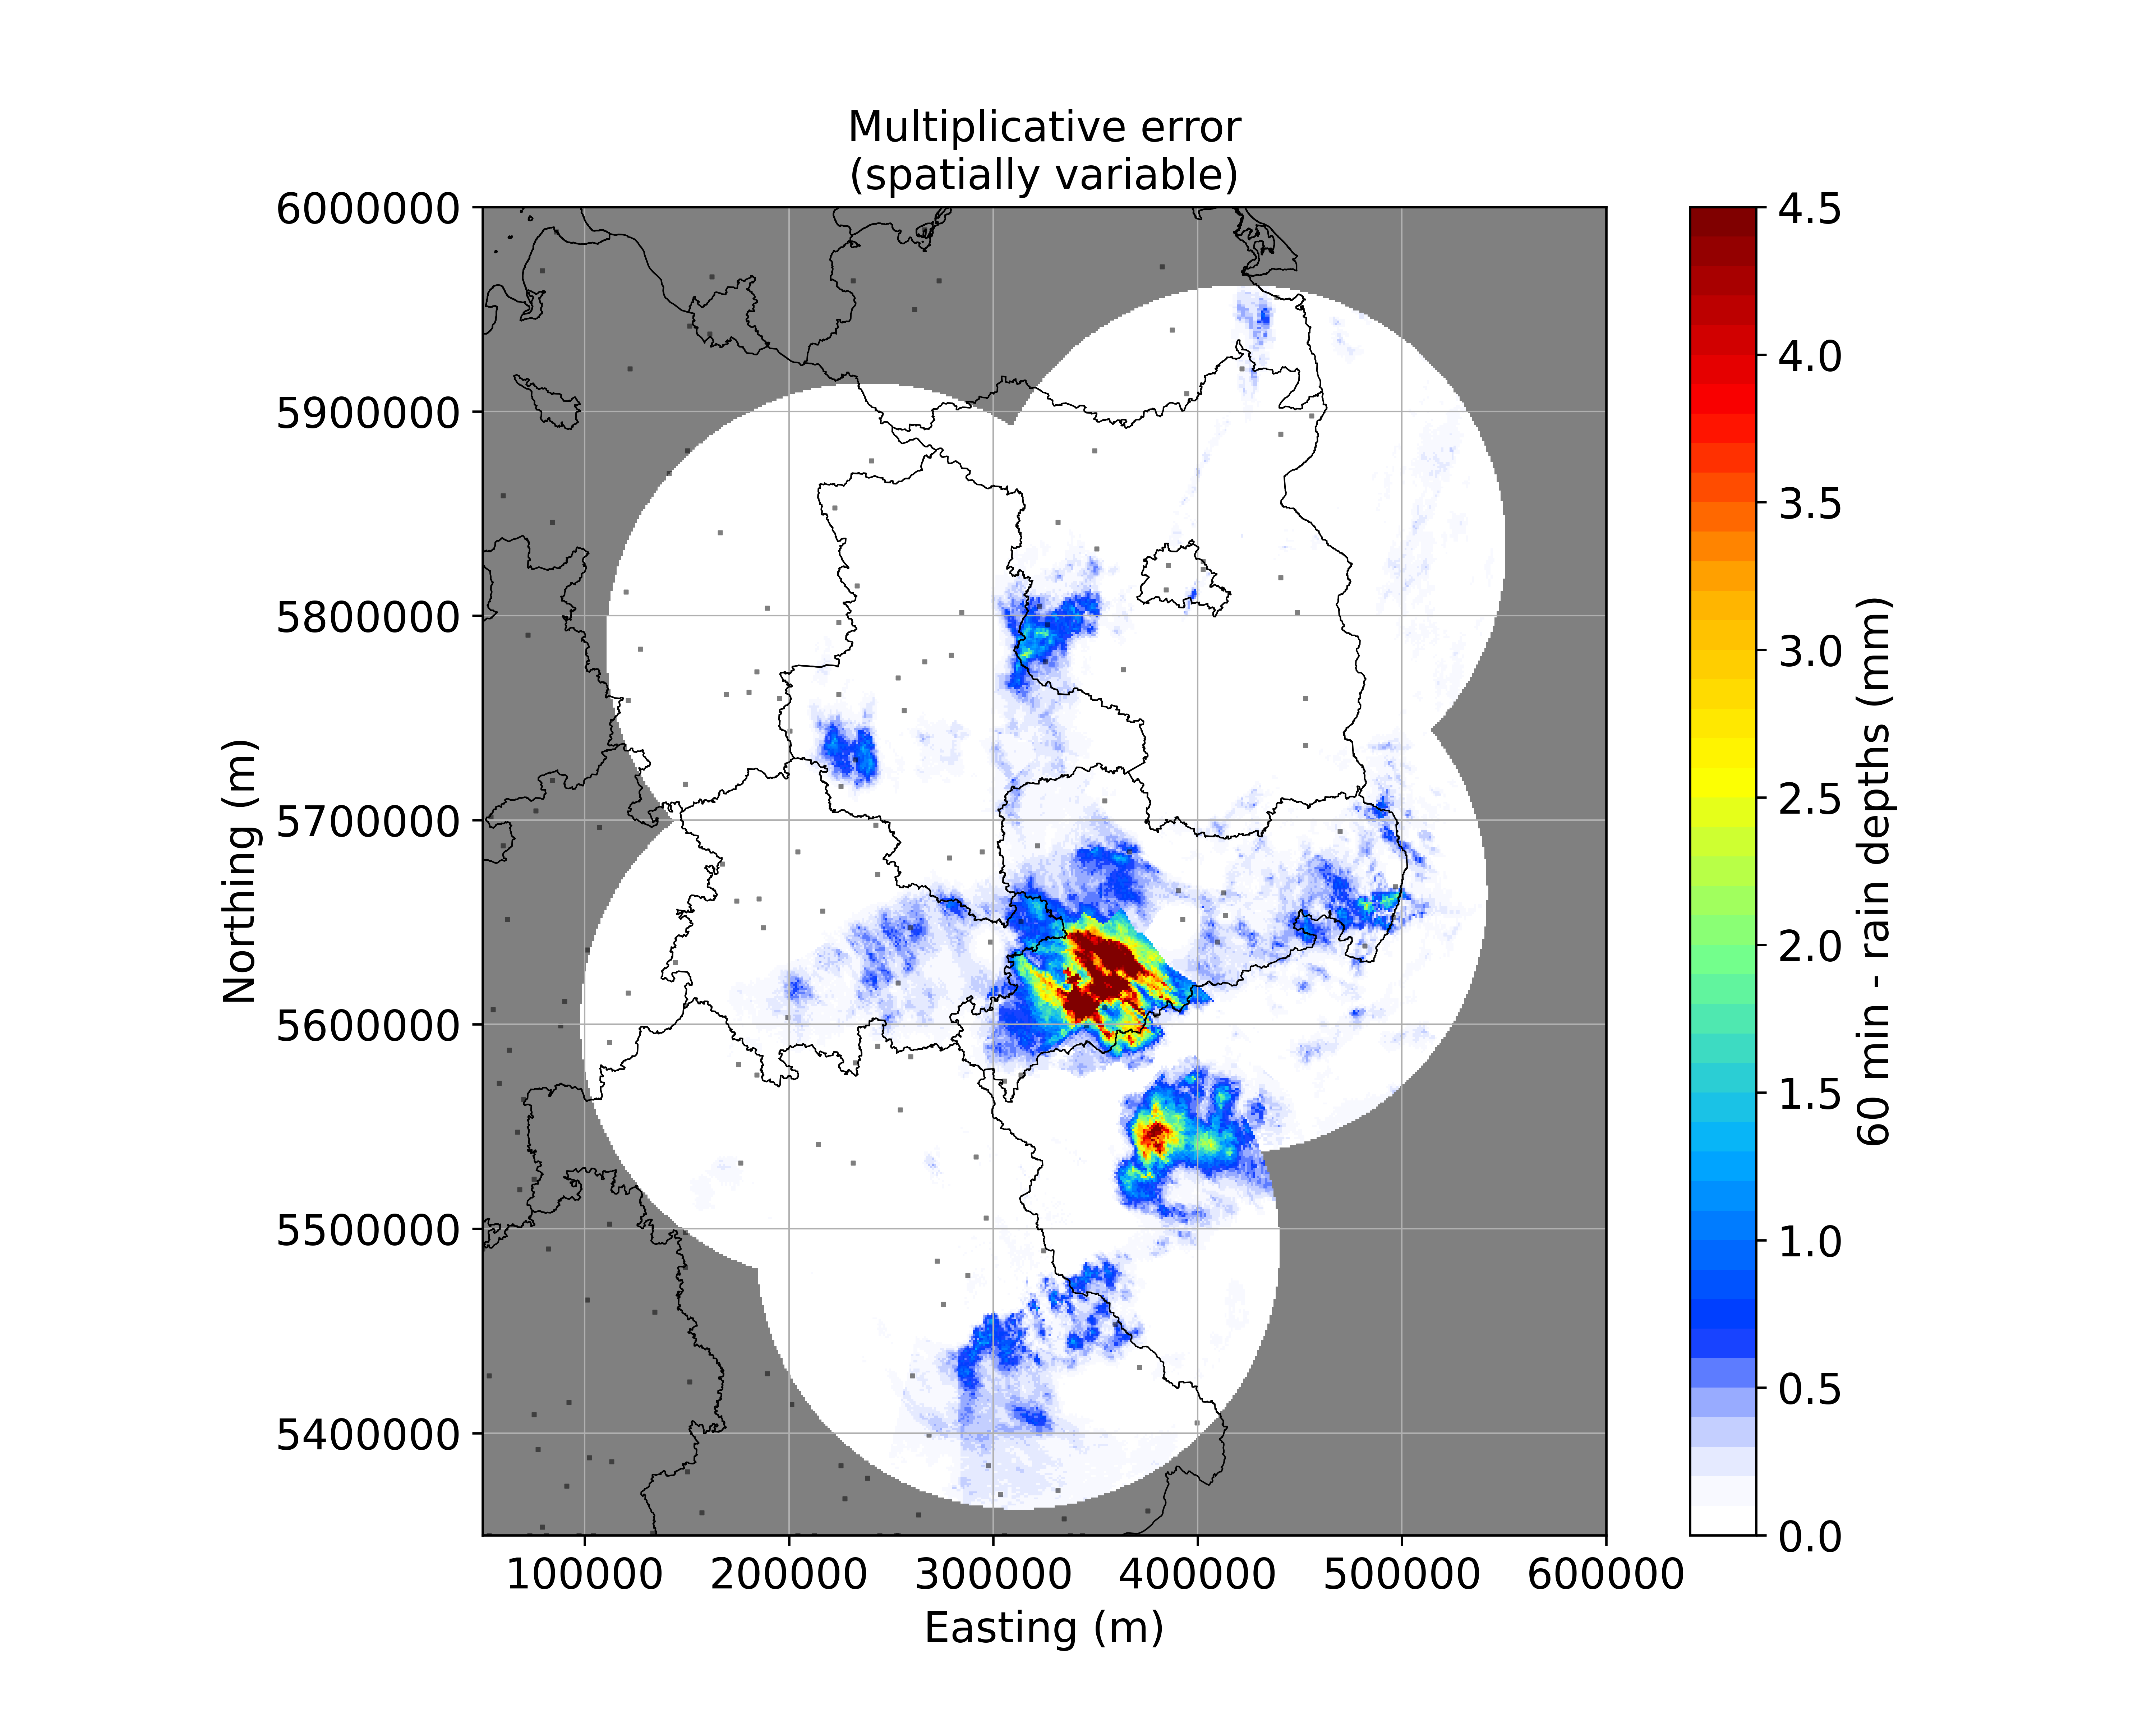 Multiplicative error
(spatially variable)
6000000
5900000
5800000
5700000
5600000
5500000
5400000
Northing (m)
100000 200000 300000 400000 500000 600000
Easting (m)
4.5
4.0
3.5
3.0
2.5
2.0
1.5
1.0
0.5
0.0
60 min - rain depths (mm)